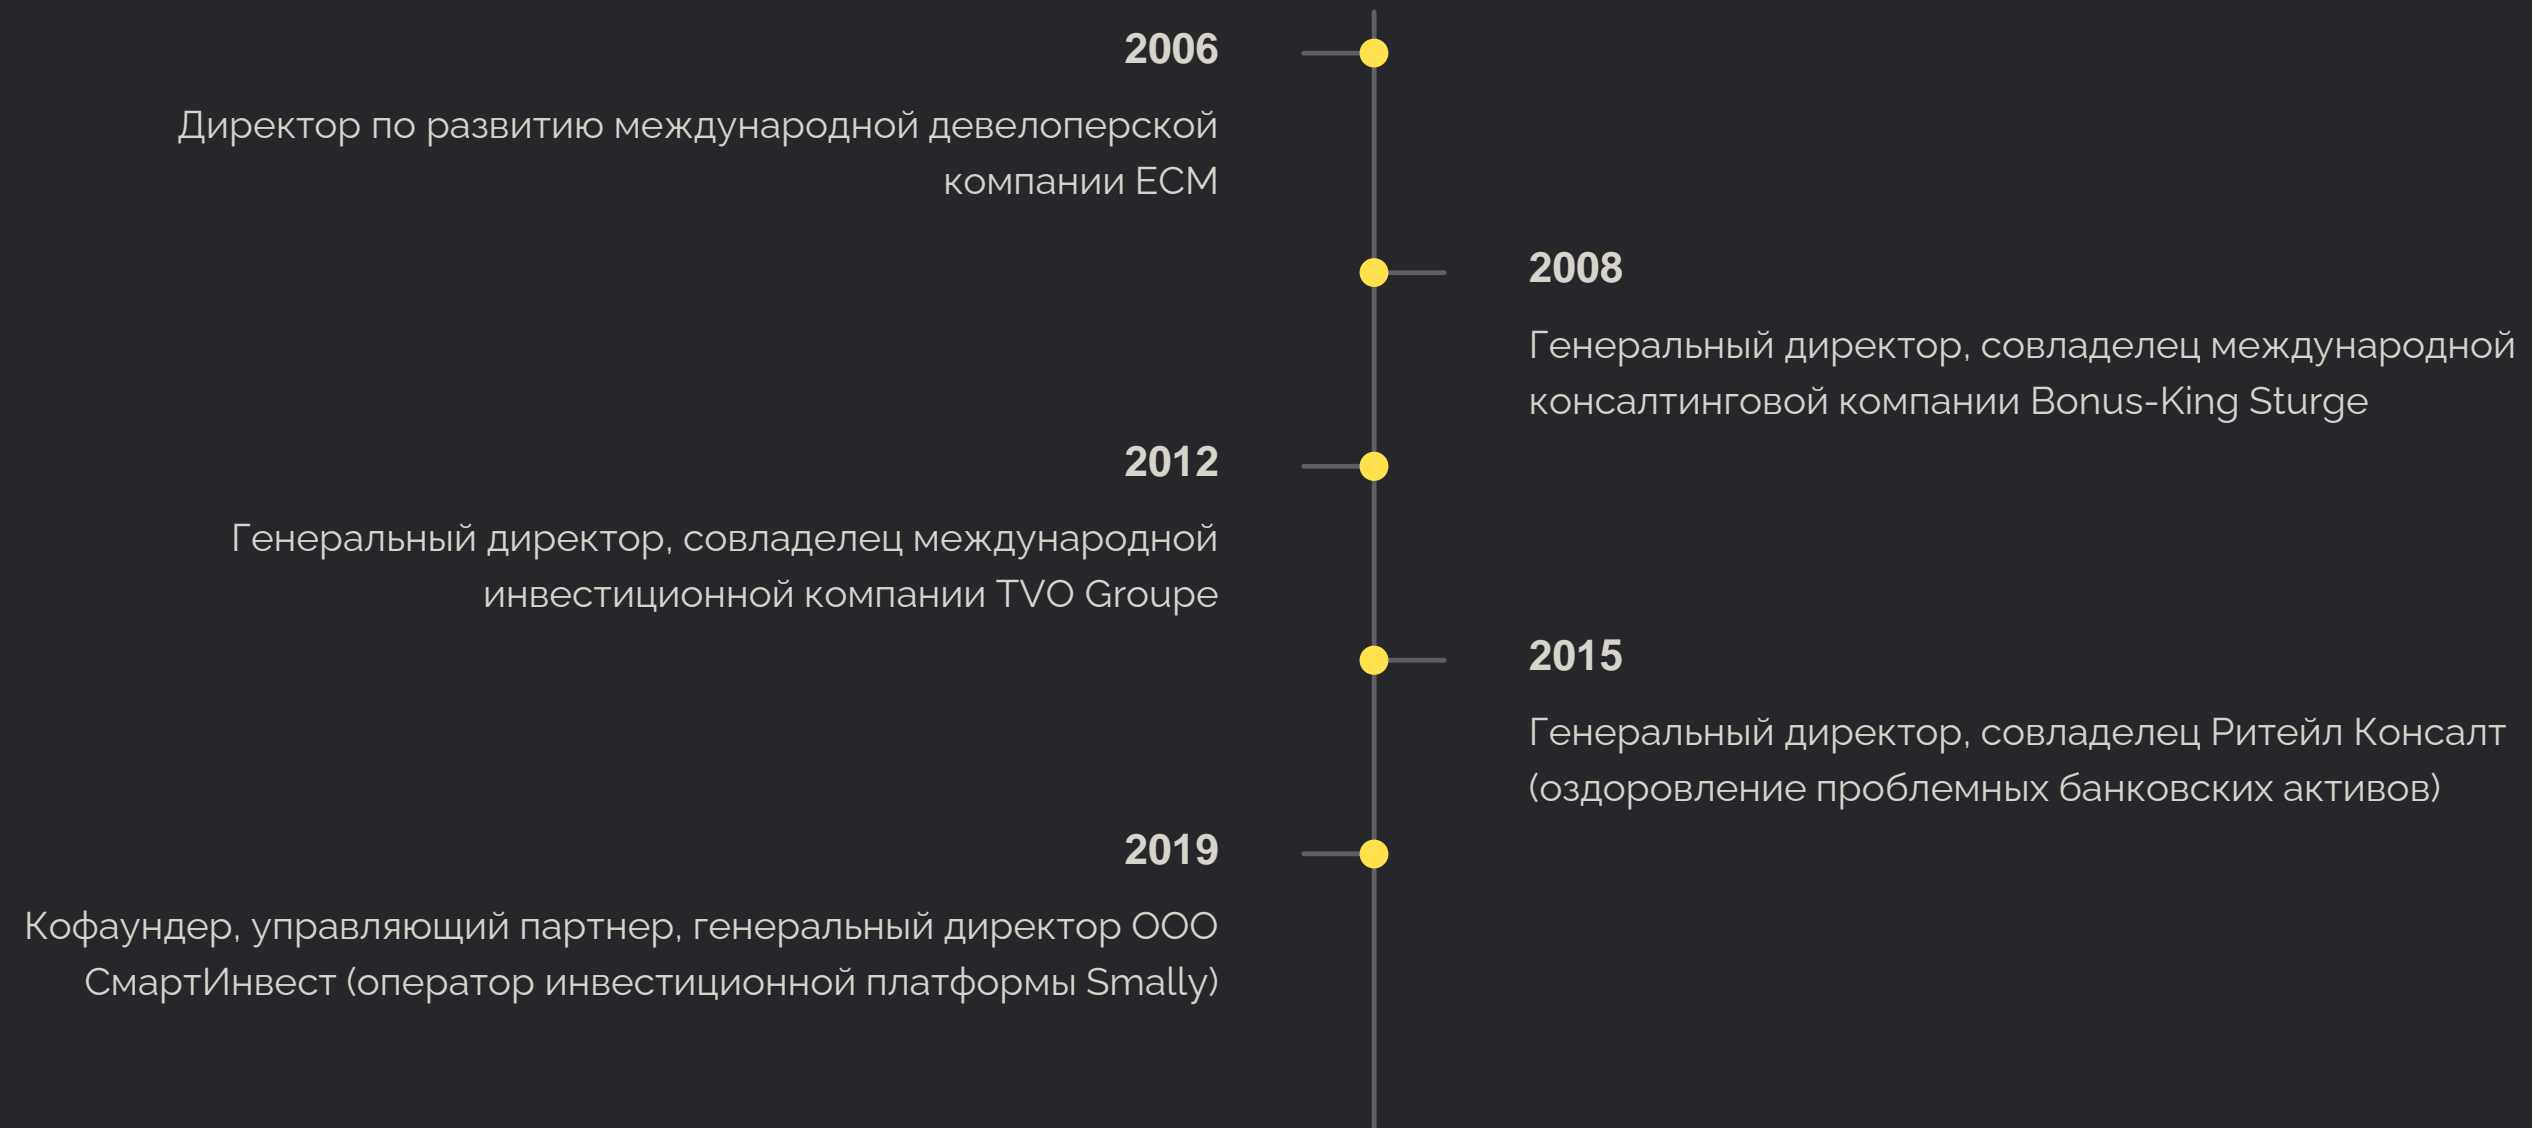 2006
Директор по развитию международной девелоперской
компании ECM
2008
Генеральный директор, совладелец международной
консалтинговой компании Bonus-King Sturge
2012
Генеральный директор, совладелец международной
инвестиционной компании TVO Groupe
2015
Генеральный директор, совладелец Ритейл Консалт
(оздоровление проблемных банковских активов)
2019
Кофаундер, управляющий партнер, генеральный директор ООО
СмартИнвест (оператор инвестиционной платформы Smally)